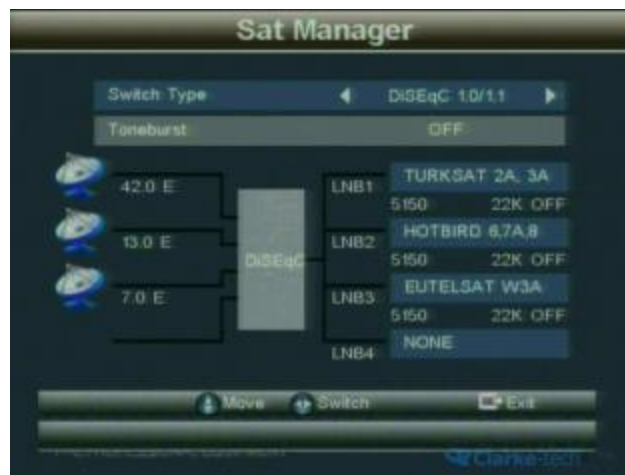 Sat Manager
Switch Type DiSEqC 1.0/1.1
Toneburst OFF
42.0 E LNB1 TURKSAT 2A, 3A
5150 22K OFF
13.0 E LNB2 HOTBIRD 6,7A,8
DiSEqC
5150 22K OFF
7.0 E LNB3 EUTELSAT W3A
5150 22K OFF
LNB4 NONE
Move Switch Exit
Clarke-tech